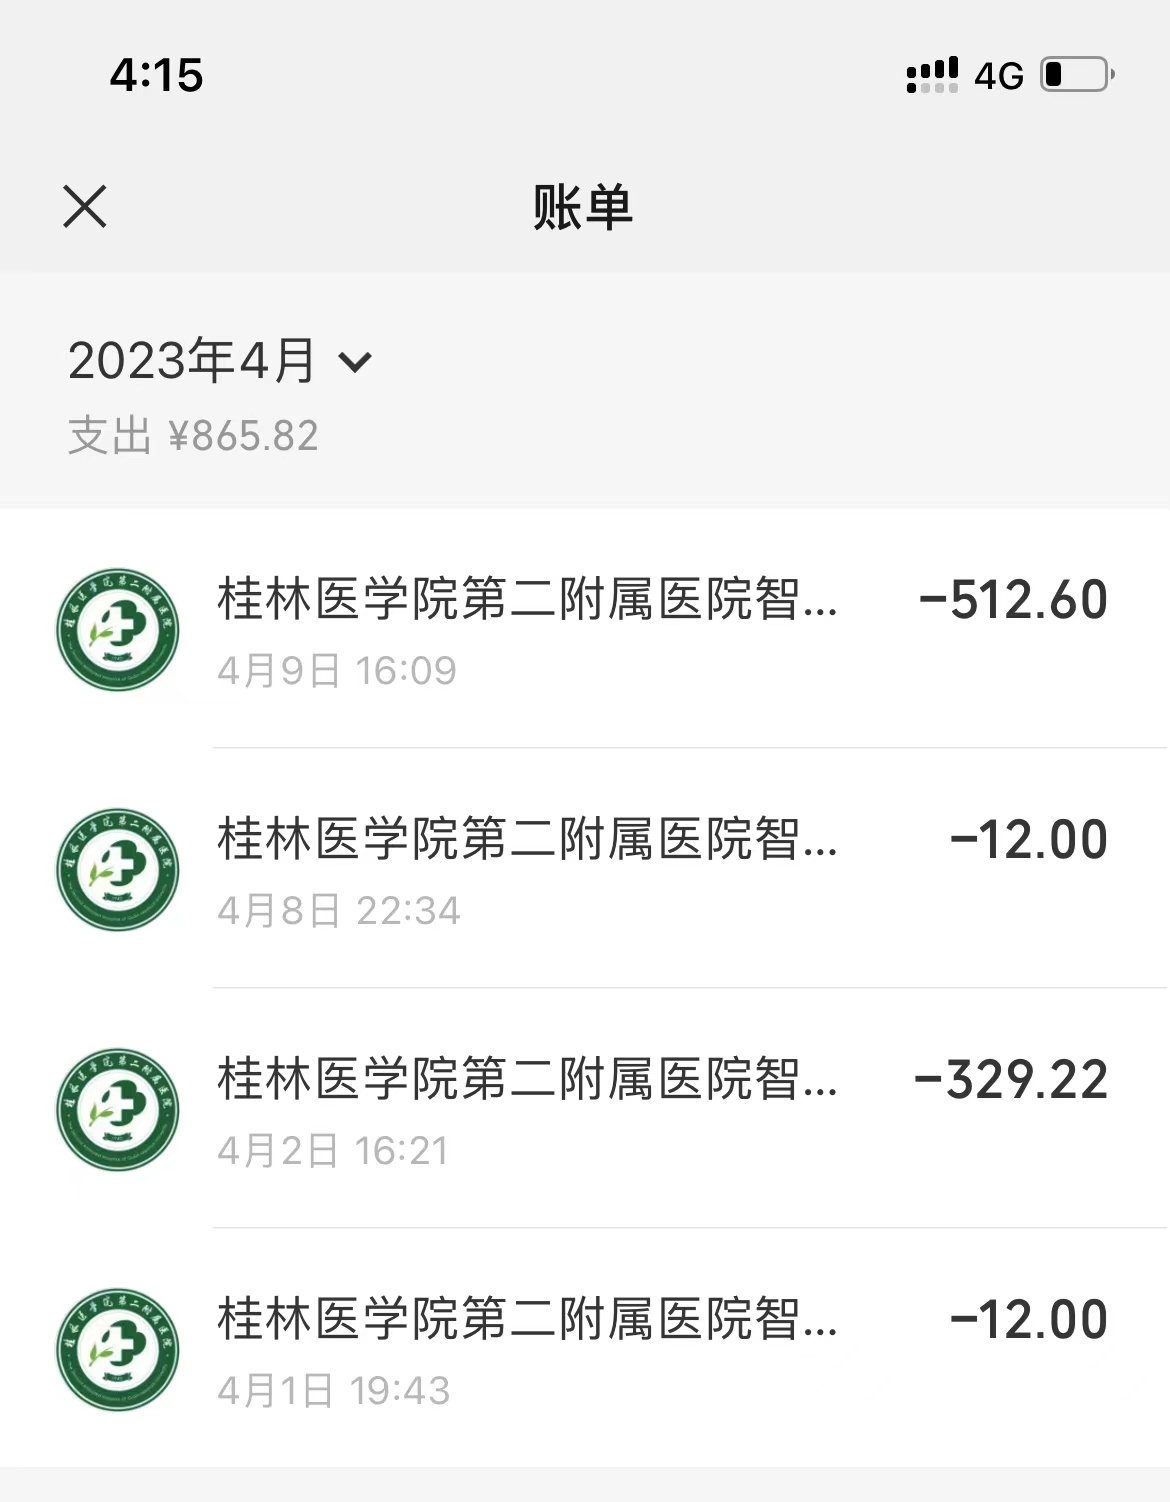 4:15
4G
账单
2023年4月
支出 ¥865.82
桂林医学院第二附属医院智...
-512.60
4月9日 16:09
桂林医学院第二附属医院智...
-12.00
4月8日 22:34
桂林医学院第二附属医院智...
-329.22
4月2日 16:21
桂林医学院第二附属医院智...
-12.00
4月1日 19:43